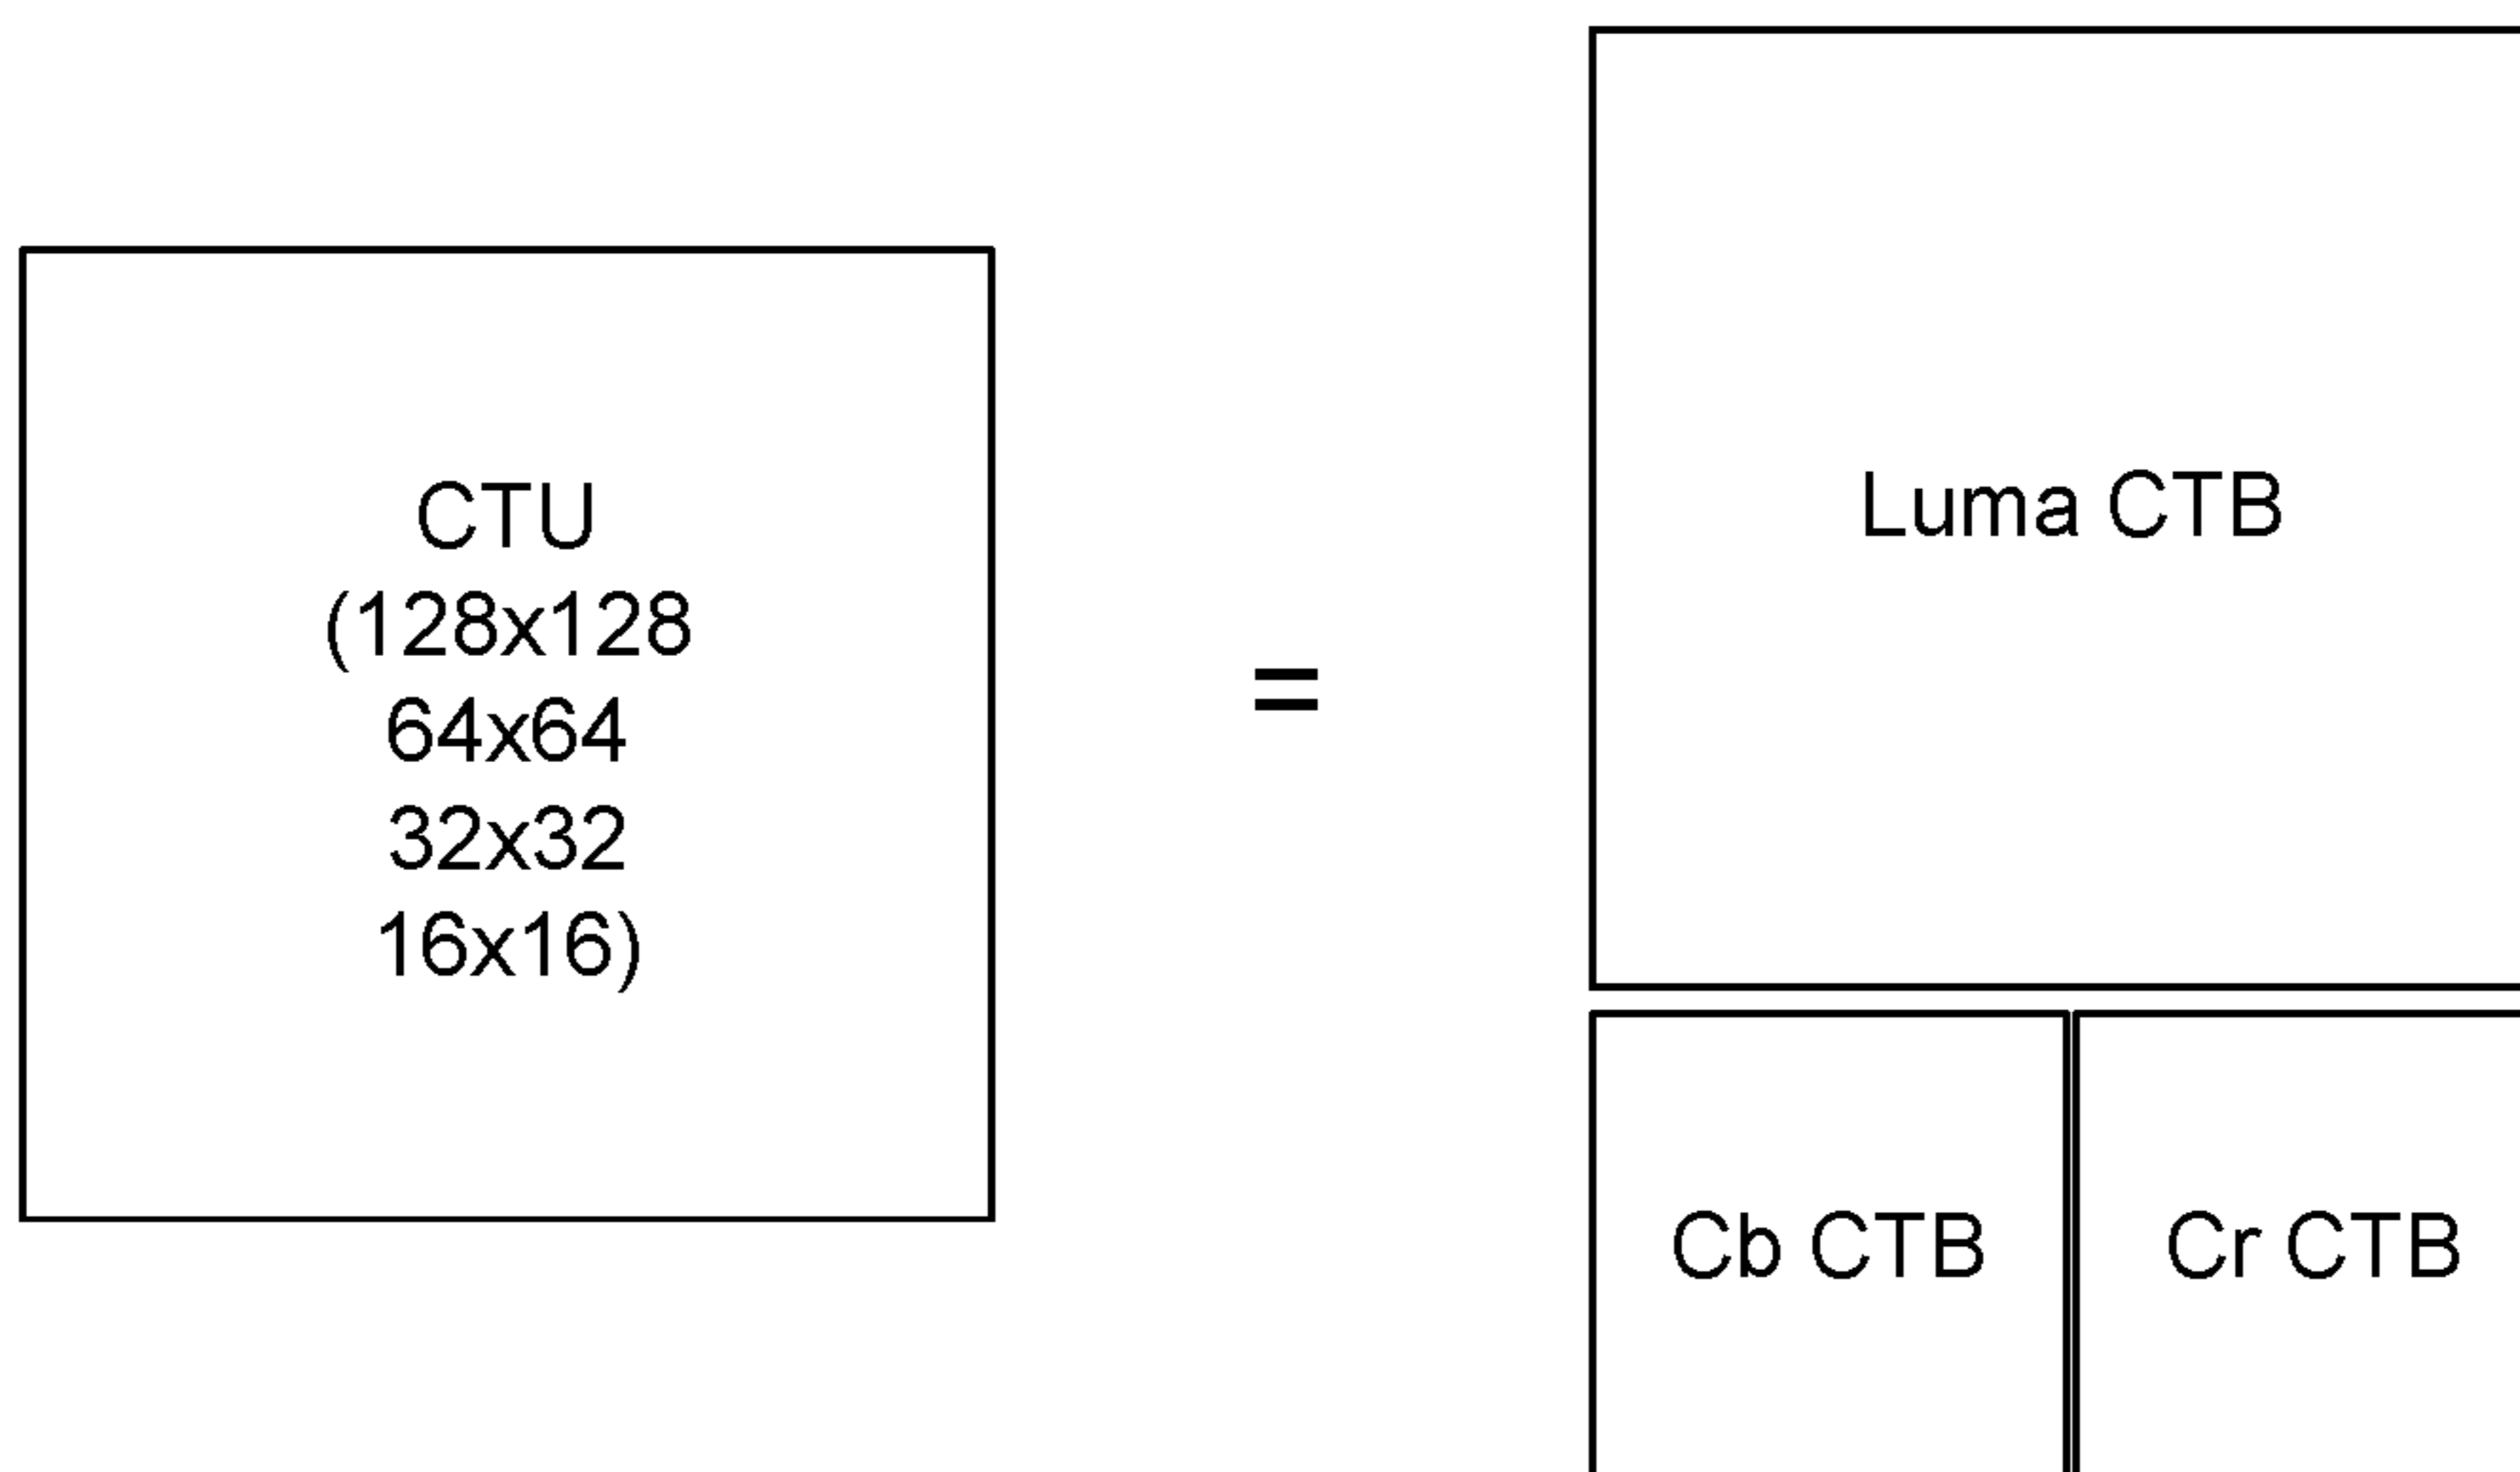 CTU
(128x128
64x64
32x32
16x16)
=
Luma CTB
Cb CTB
Cr CTB